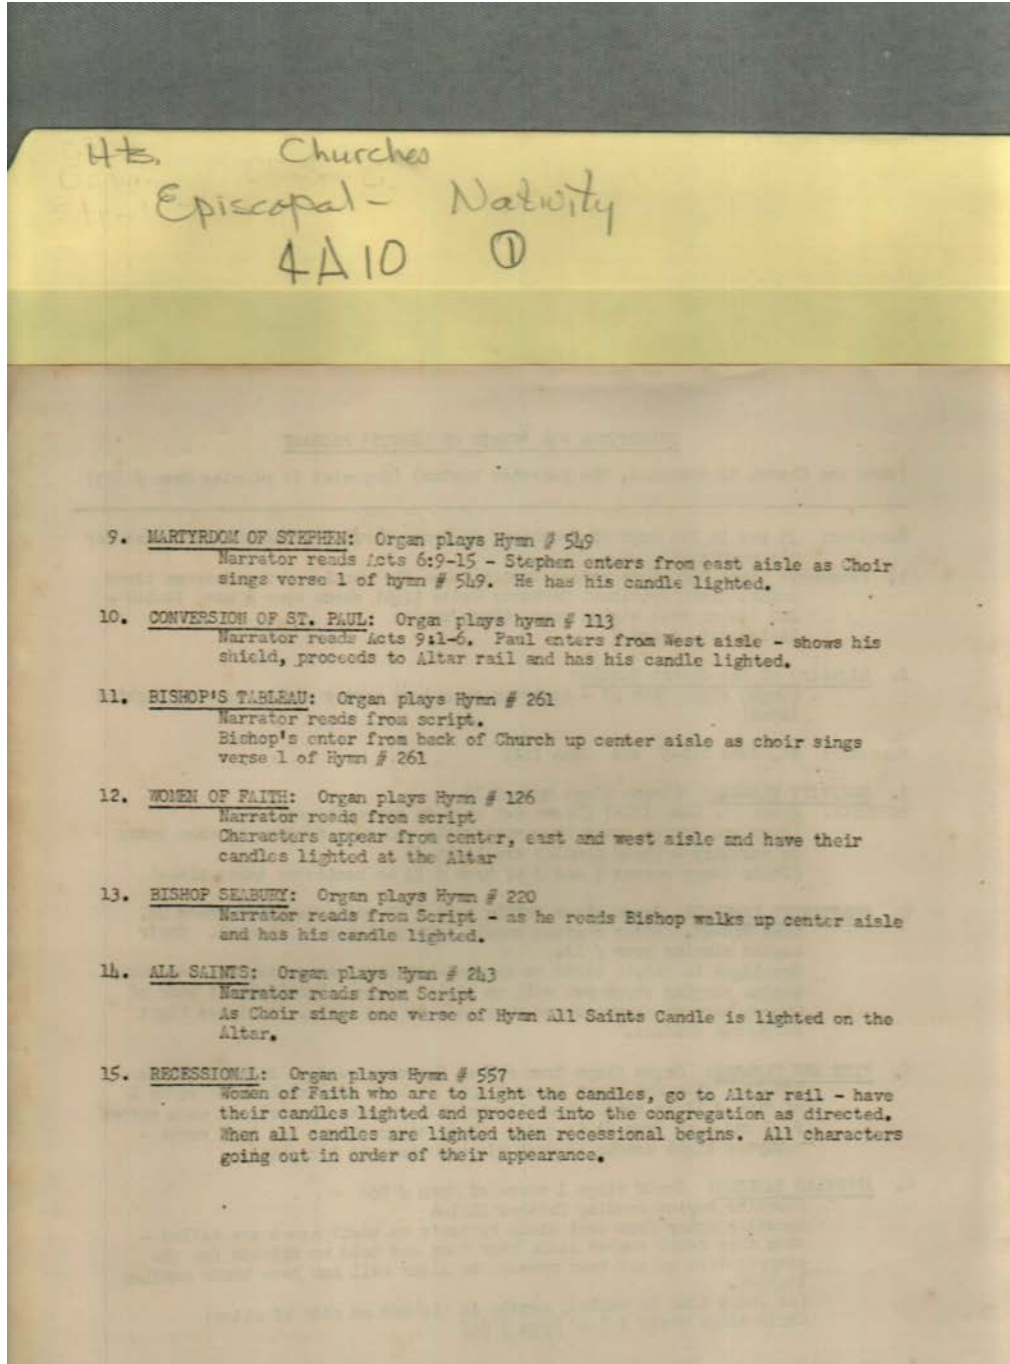 Hts. Churches
Episcopal - Nativity
4A10 ①
9. MARTYRDOM OF STEPHEN: Organ plays Hymn # 549
Narrator reads Acts 6:9-15 - Stephen enters from east aisle as Choir
sings verse 1 of hymn # 549. He has his candle lighted.
10. CONVERSION OF ST. PAUL: Organ plays hymn # 113
Narrator reads Acts 9:1-6. Paul enters from West aisle - shows his
shield, proceeds to Altar rail and has his candle lighted.
11. BISHOP'S TABLEAU: Organ plays Hymn # 261
Narrator reads from script.
Bishop's enter from back of Church up center aisle as choir sings
verse 1 of Hymn # 261
12. WOMEN OF FAITH: Organ plays Hymn # 126
Narrator reads from script
Characters appear from center, east and west aisle and have their
candles lighted at the Altar
13. BISHOP SEABURY: Organ plays Hymn # 220
Narrator reads from Script - as he reads Bishop walks up center aisle
and has his candle lighted.
14. ALL SAINTS: Organ plays Hymn # 243
Narrator reads from Script
As Choir sings one verse of Hymn All Saints Candle is lighted on the
Altar.
15. RECESSIONAL: Organ plays Hymn # 557
Women of Faith who are to light the candles, go to Altar rail - have
their candles lighted and proceed into the congregation as directed.
When all candles are lighted then recessional begins. All characters
going out in order of their appearance.